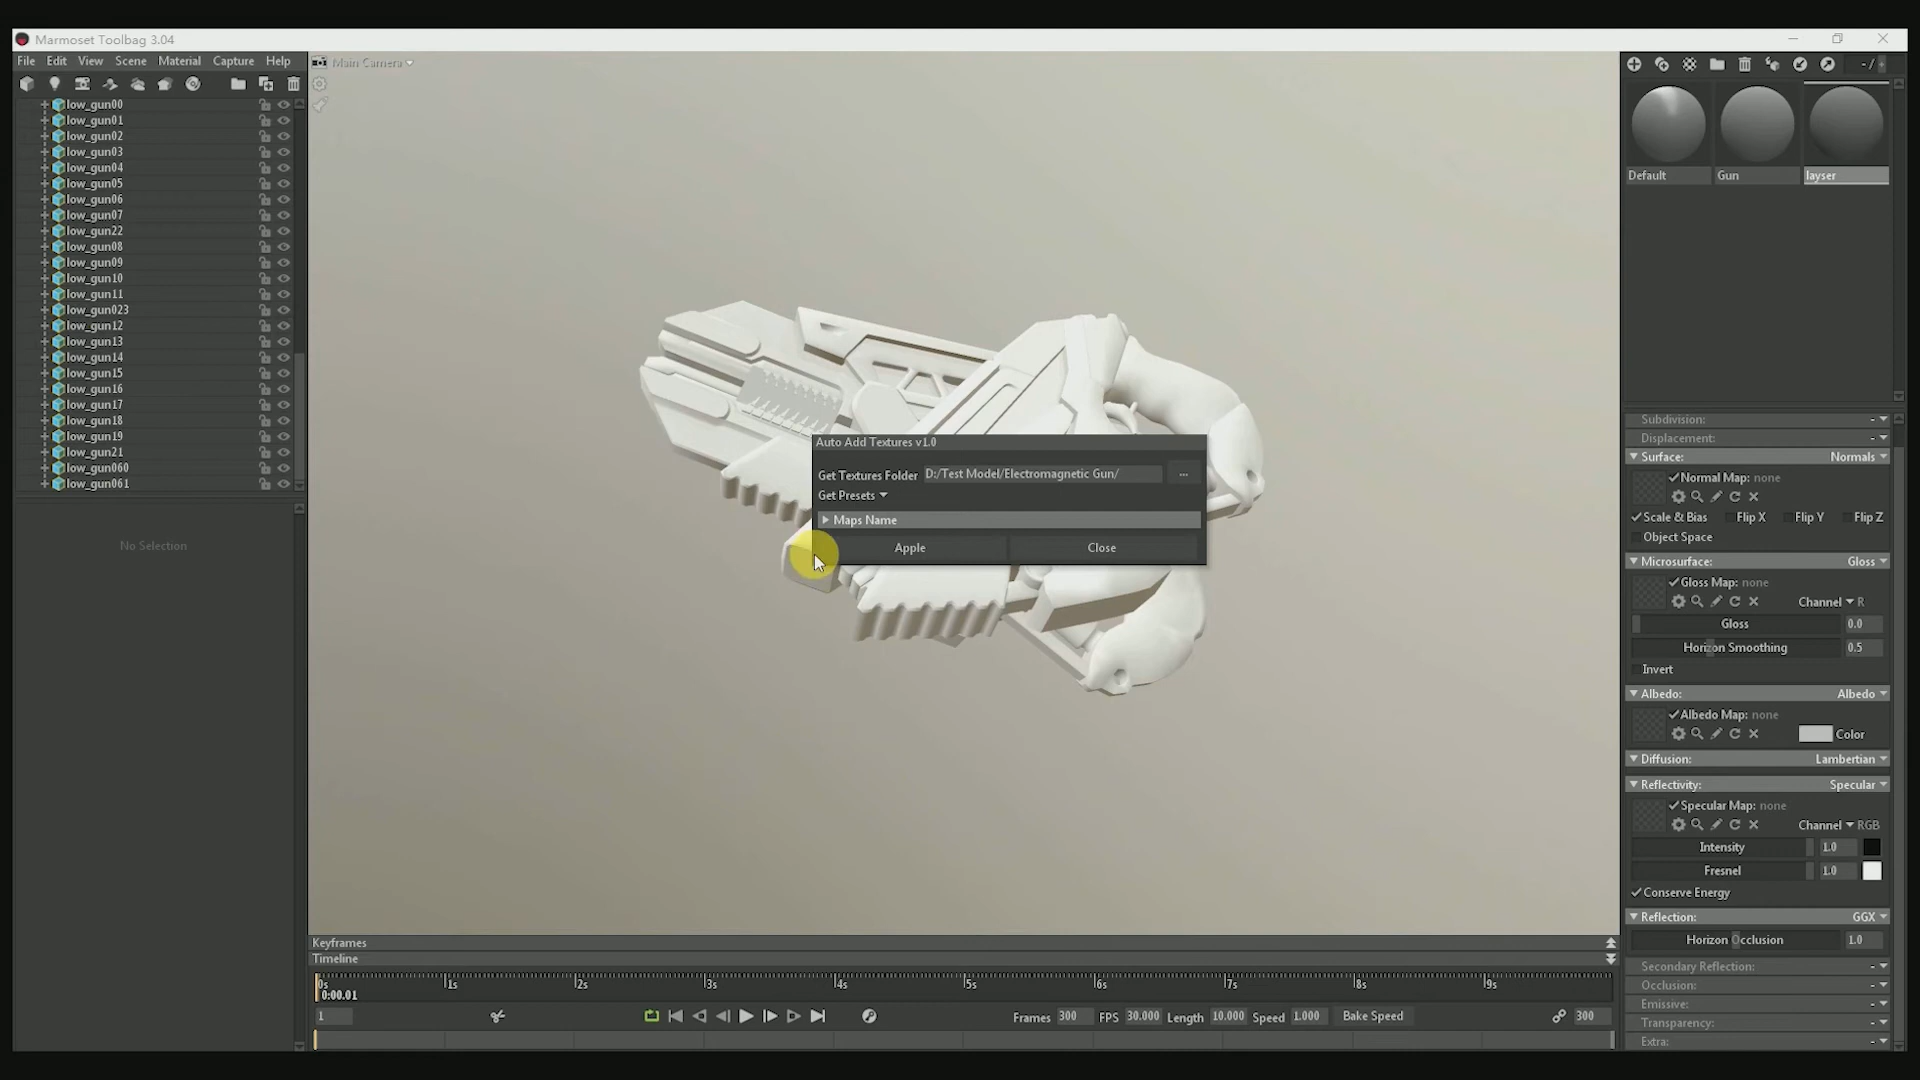 Marmoset Toolbag 3.04
File Edit View Scene Material Capture Help
Main Camera
low_gun00
low_gun01
low_gun02
low_gun03
low_gun04
low_gun05
low_gun06
low_gun07
low_gun22
low_gun08
low_gun09
low_gun10
low_gun11
low_gun023
low_gun12
low_gun13
low_gun14
low_gun15
low_gun16
low_gun17
low_gun18
low_gun19
low_gun21
low_gun060
low_gun061
No Selection
Auto Add Textures v1.0
Get Textures Folder D:/Test Model/Electromagnetic Gun/ ...
Get Presets
Maps Name
Apple Close
Default Gun layser
Subdivision: -
Displacement: -
Surface: Normals
Normal Map: none
Scale & Bias Flip X Flip Y Flip Z
Object Space
Microsurface: Gloss
Gloss Map: none
Channel R
Gloss 0.0
Horizon Smoothing 0.5
Invert
Albedo: Albedo
Albedo Map: none
Color
Diffusion: Lambertian
Reflectivity: Specular
Specular Map: none
Channel RGB
Intensity 1.0
Fresnel 1.0
Conserve Energy
Reflection: GGX
Horizon Occlusion 1.0
Secondary Reflection: -
Occlusion: -
Emissive: -
Transparency: -
Extra: -
Keyframes
Timeline
0s 1s 2s 3s 4s 5s 6s 7s 8s 9s
0:00.01
1 Frames 300 FPS 30.000 Length 10.000 Speed 1.000 Bake Speed 300